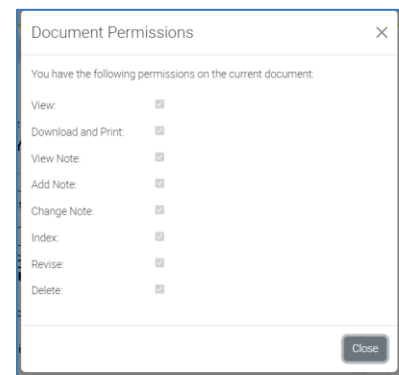 Document Permissions
You have the following permissions on the current document:
View:
Download and Print:
View Note:
Add Note:
Change Note:
Index:
Revise:
Delete:
Close